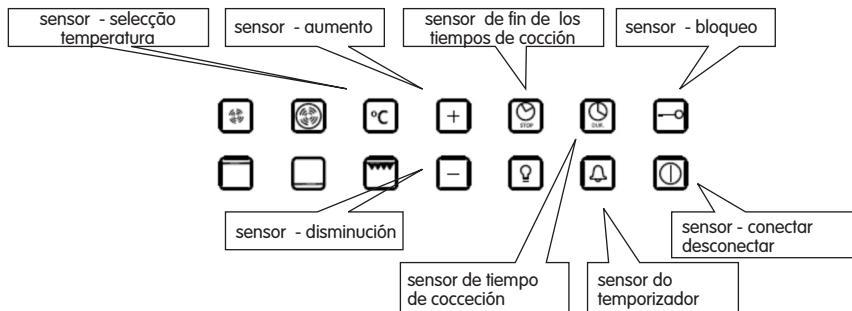 sensor - selecção
temperatura
sensor - aumento
sensor de fin de los
tiempos de cocción
sensor - bloqueo
°C
+
STOP
DUR.
−
sensor - disminución
sensor - conectar
desconectar
sensor de tiempo
de cocceción
sensor do
temporizador